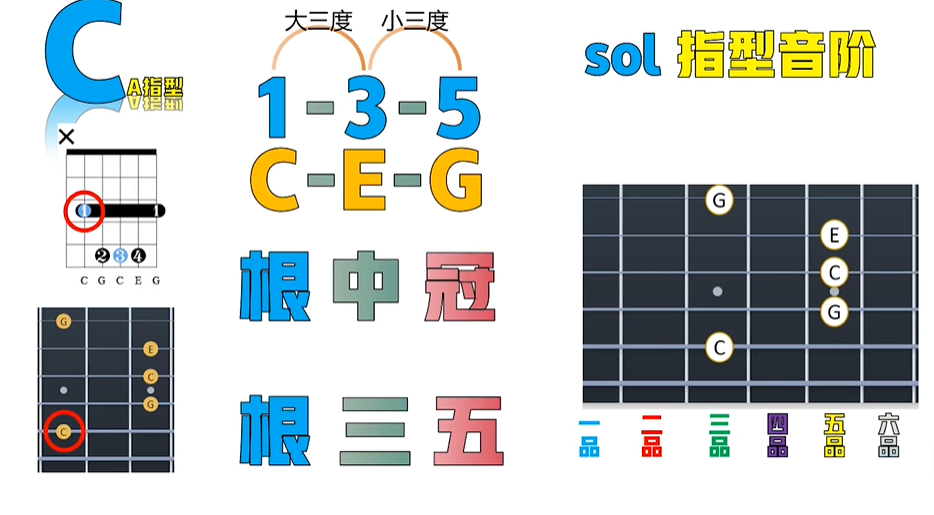 C A指型
×
1
1
2 3 4
C G C E G
G
E
C
G
C
大三度 小三度
1-3-5
C-E-G
根中冠
根三五
sol 指型音阶
G
E
C
G
C
一品 二品 三品 四品 五品 六品